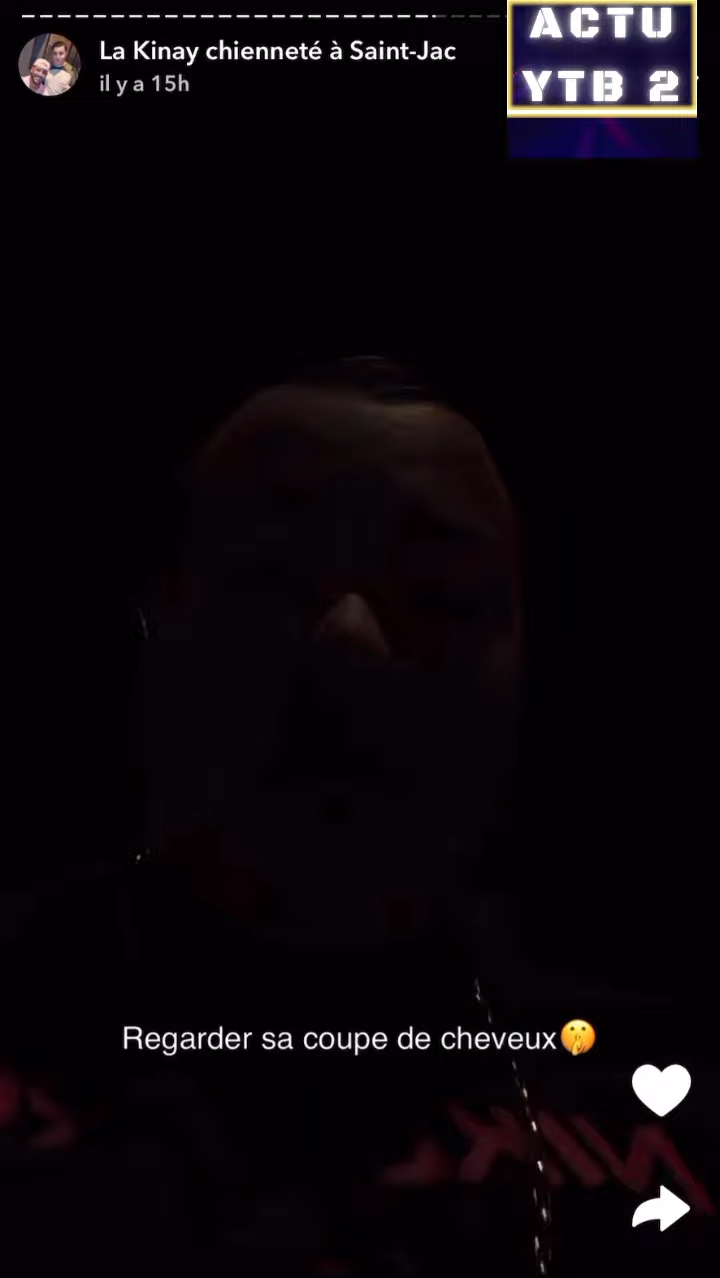 La Kinay chienneté à Saint-Jac
il y a 15h
ACTU
YTB 2
Regarder sa coupe de cheveux🤫